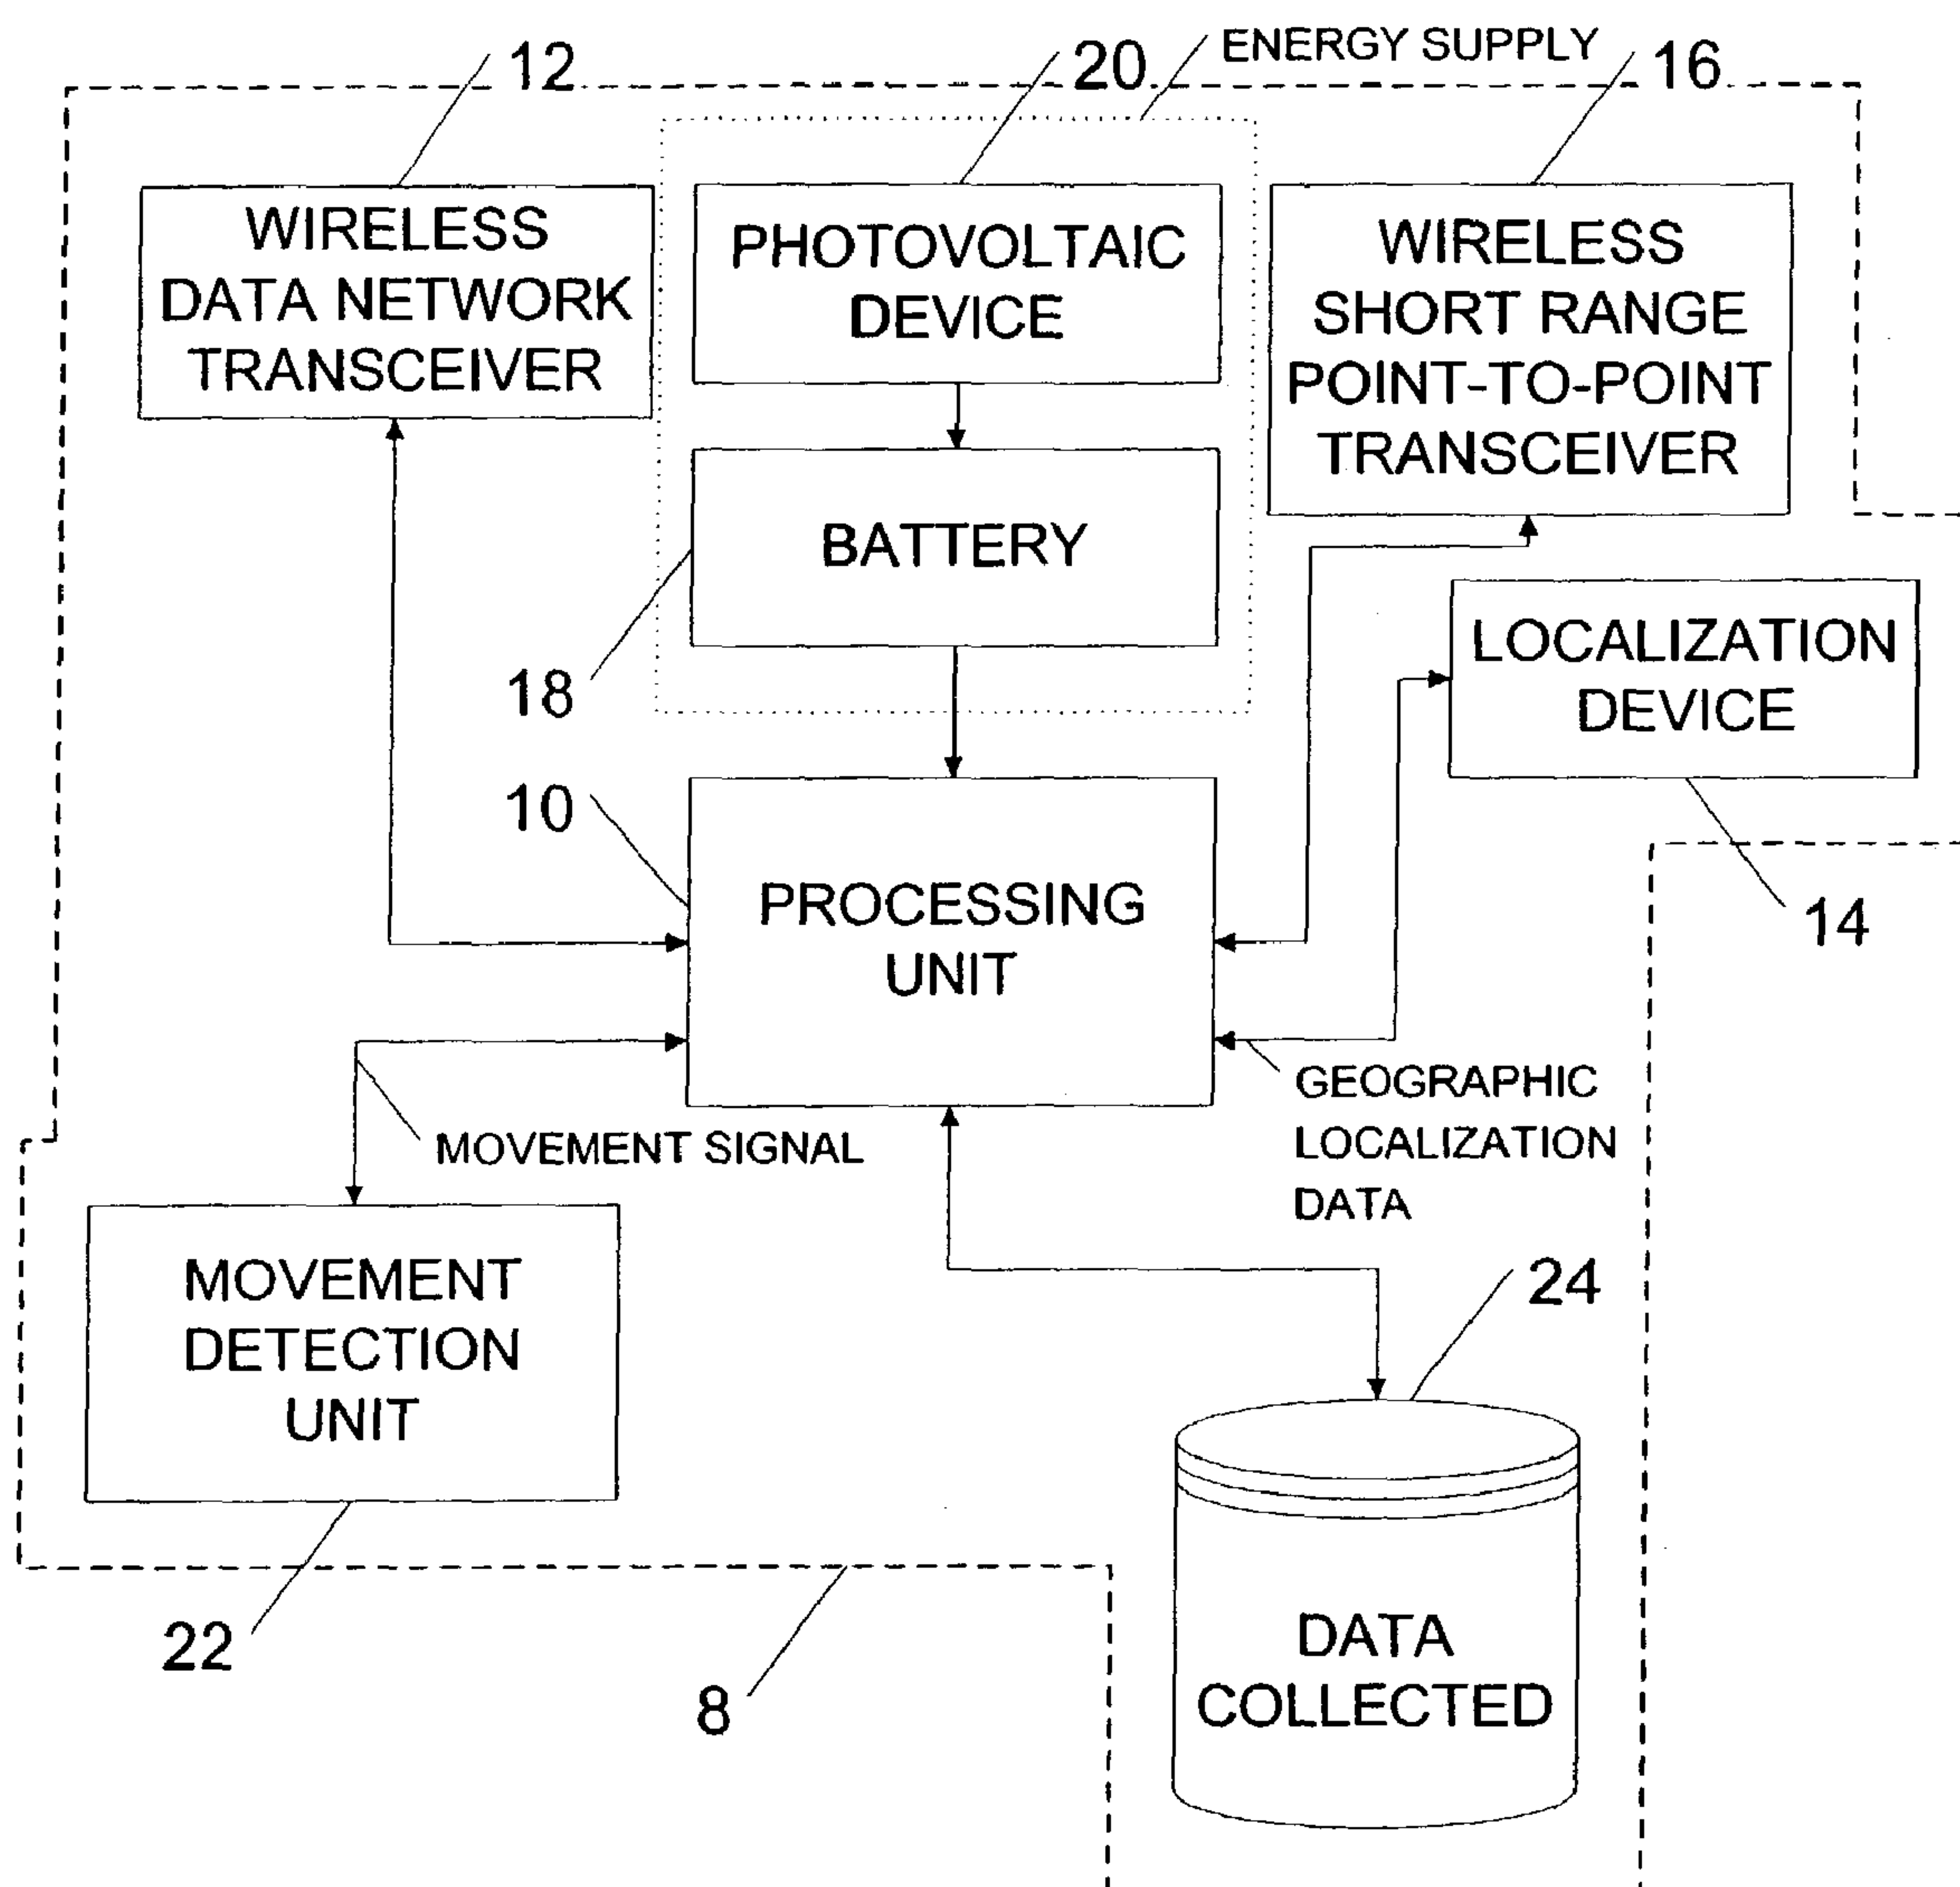 ENERGY SUPPLY
12
20
16
WIRELESS
DATA NETWORK
TRANSCEIVER
PHOTOVOLTAIC
DEVICE
WIRELESS
SHORT RANGE
POINT-TO-POINT
TRANSCEIVER
BATTERY
18
LOCALIZATION
DEVICE
10
14
PROCESSING
UNIT
MOVEMENT SIGNAL
GEOGRAPHIC
LOCALIZATION
DATA
MOVEMENT
DETECTION
UNIT
24
22
8
DATA
COLLECTED